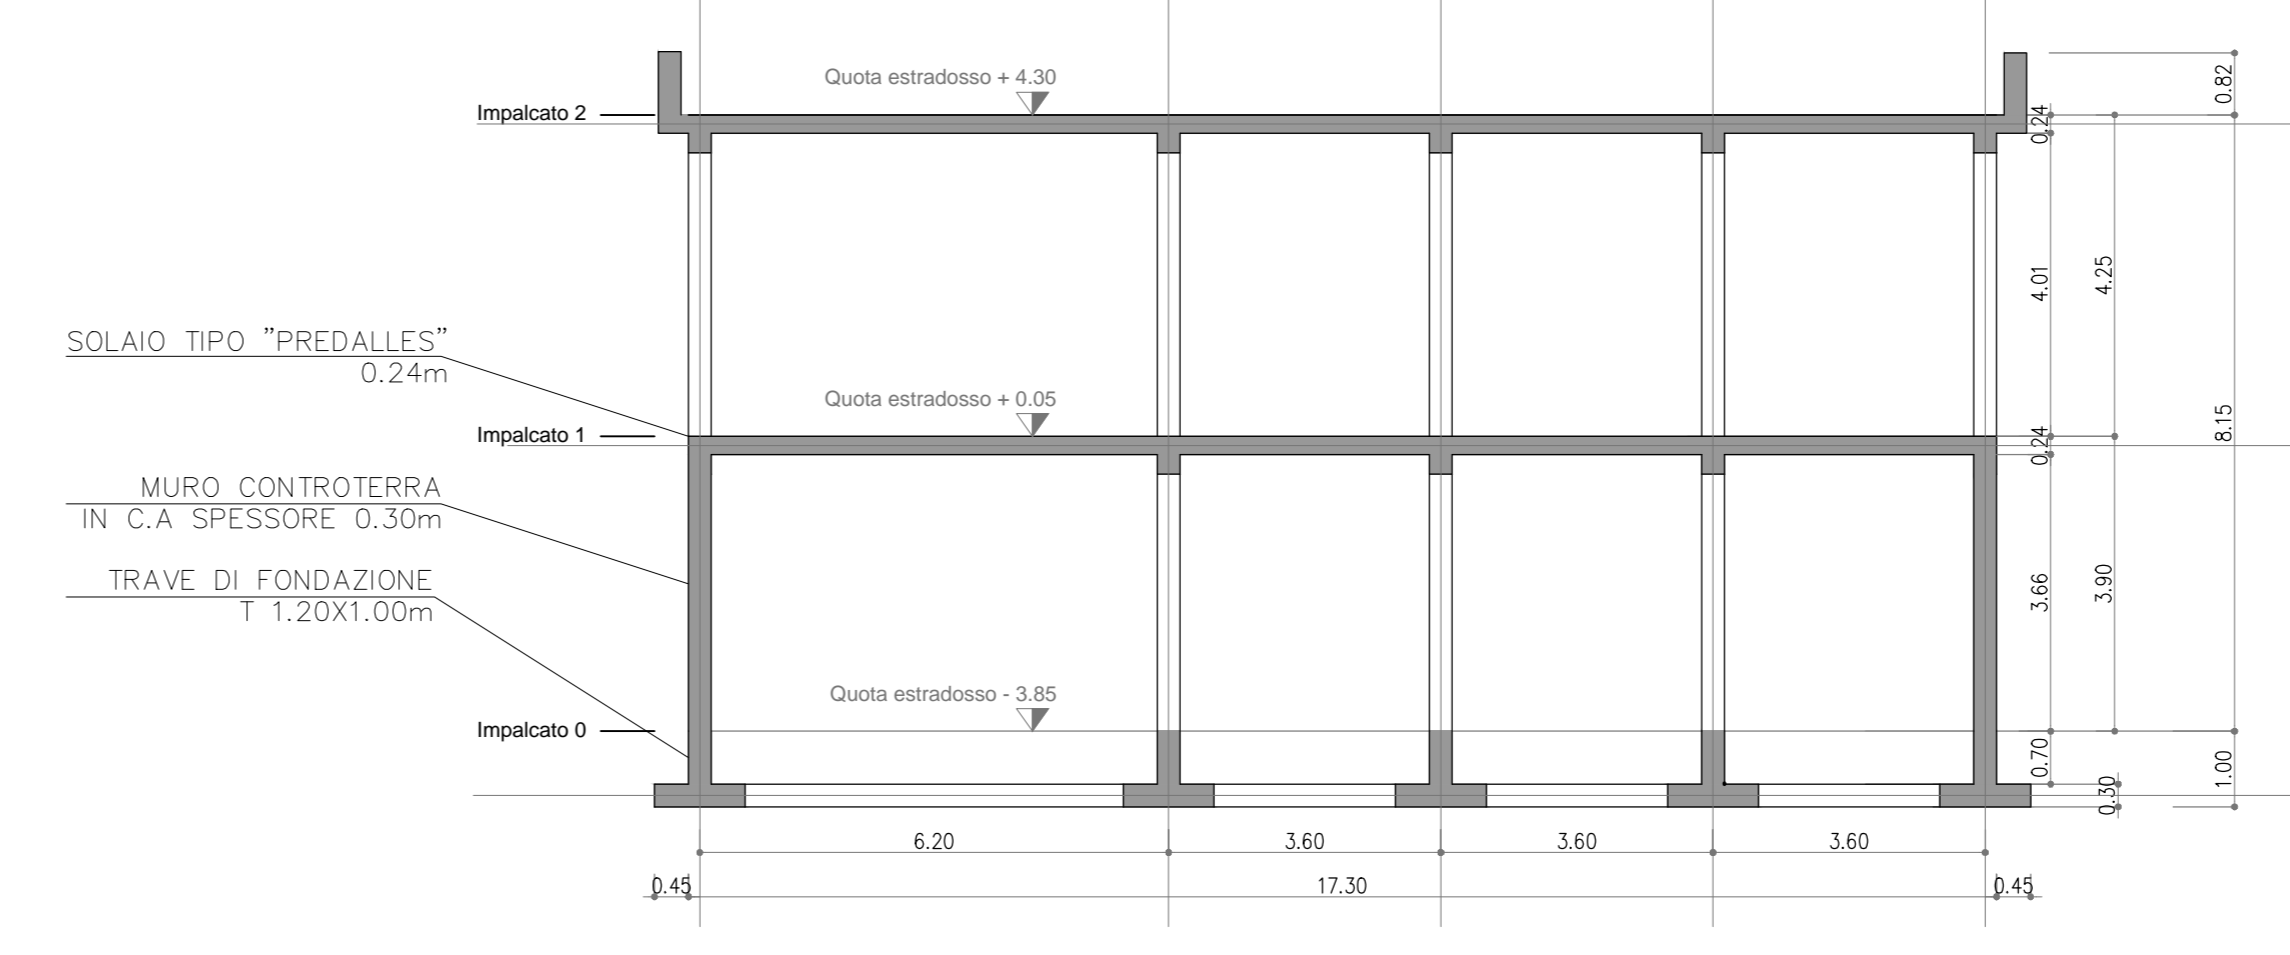 Quota estradosso + 4.30
0.82
Impalcato 2
0.24
4.01
4.25
SOLAIO TIPO ”PREDALLES”
0.24m
Quota estradosso + 0.05
8.15
Impalcato 1
0.24
MURO CONTROTERRA
IN C.A SPESSORE 0.30m
TRAVE DI FONDAZIONE
T 1.20X1.00m
3.66
3.90
Quota estradosso - 3.85
Impalcato 0
0.70
1.00
0.30
6.20
3.60
3.60
3.60
0.45
17.30
0.45